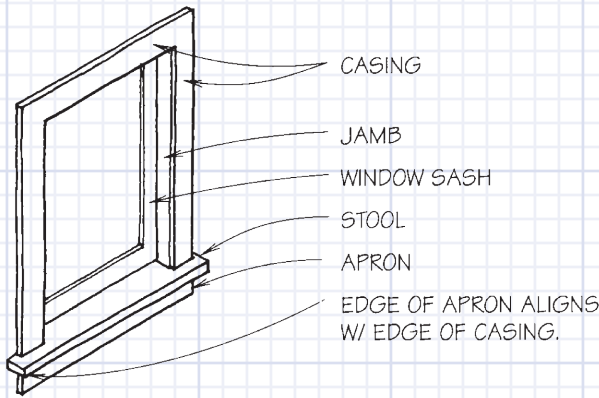 CASING
JAMB
WINDOW SASH
STOOL
APRON
EDGE OF APRON ALIGNS
W/ EDGE OF CASING.